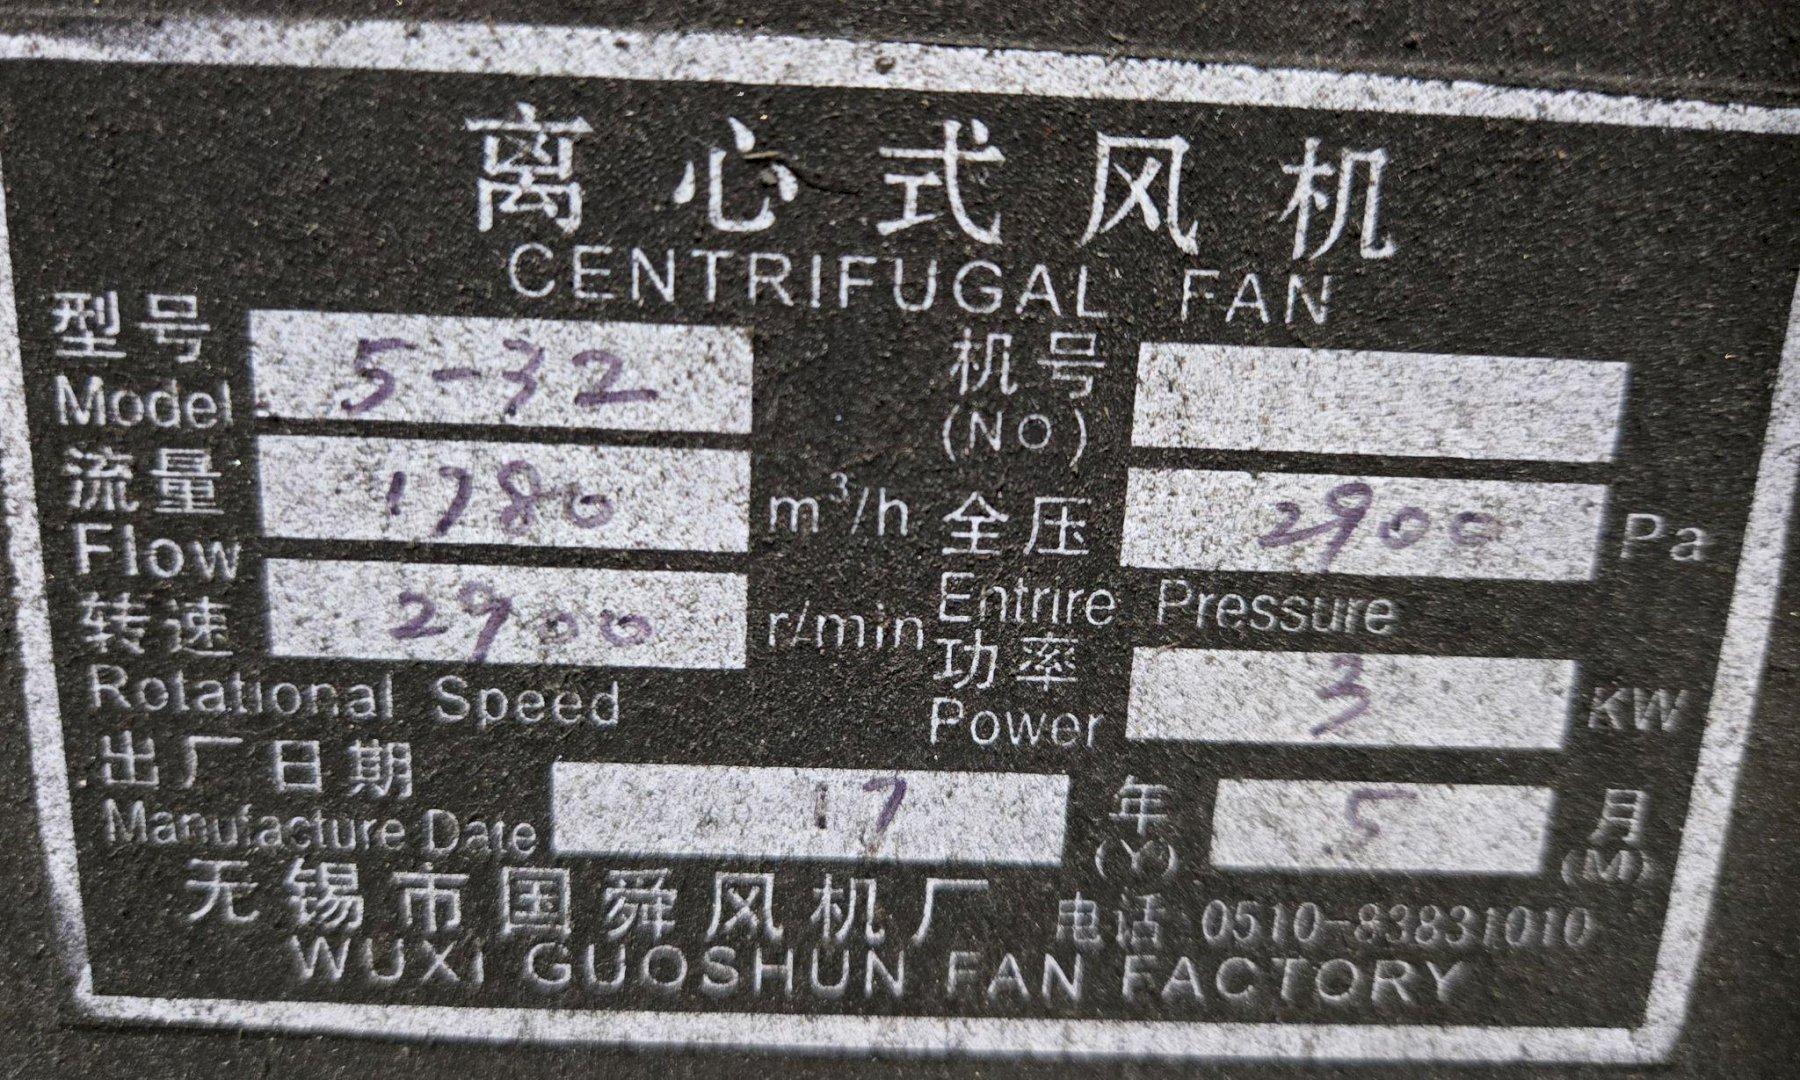 离心式风机
CENTRIFUGAL FAN
型号 5-32 机号
Model (No)
流量 1780 m³/h 全压 2900 Pa
Flow Entrire Pressure
转速 2900 r/min 功率 3 KW
Rotational Speed Power
出厂日期 17 年 5 月
Manufacture Date (Y) (M)
无锡市国舜风机厂 电话 0510-83831010
WUXI GUOSHUN FAN FACTORY